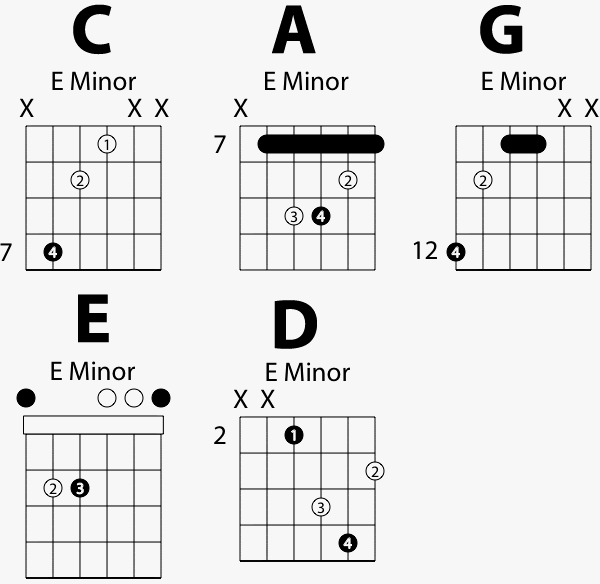 C A G
E Minor E Minor E Minor
X X X X X X
1
7
2 2 2
3 4
7 4 12 4
E D
E Minor E Minor
X X
2 1
2
2 3 3
4